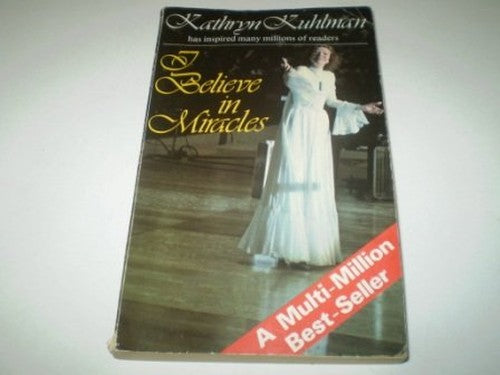 Kathryn Kuhlman
has inspired many millions of readers
I
Believe
in
Miracles
A Multi-Million
Best-Seller